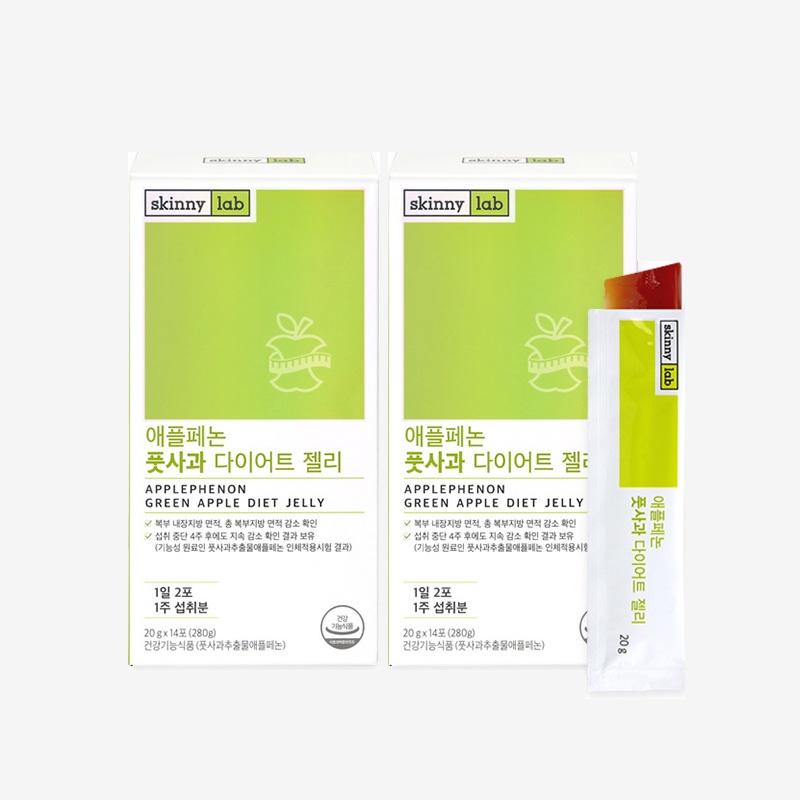 skinny lab
skinny lab
애플페논
풋사과 다이어트 젤리
APPLEPHENON
GREEN APPLE DIET JELLY
복부 내장지방 면적, 총 복부지방 면적 감소 확인
섭취 중단 4주 후에도 지속 감소 확인 결과 보유
(기능성 원료인 풋사과추출물애플페논 인체적용시험 결과)
1일 2포
1주 섭취분
건강
기능식품
20 g x 14포 (280g)
건강기능식품 (풋사과추출물애플페논)
skinny lab
skinny lab
애플페논
풋사과 다이어트 젤리
APPLEPHENON
GREEN APPLE DIET JELLY
복부 내장지방 면적, 총 복부지방 면적 감소 확인
섭취 중단 4주 후에도 지속 감소 확인 결과 보유
(기능성 원료인 풋사과추출물애플페논 인체적용시험 결과)
1일 2포
1주 섭취분
20 g x 14포 (280g)
건강기능식품 (풋사과추출물애플페논)
skinny lab
애플페논
풋사과 다이어트 젤리
20 g